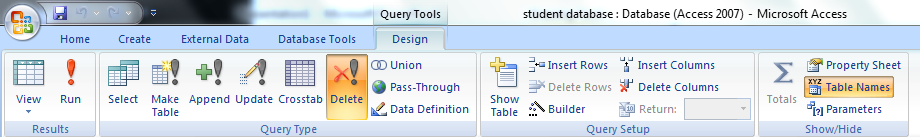 Query Tools
student database : Database (Access 2007) - Microsoft Access
Home Create External Data Database Tools Design
View Run
Results
Select Make Table Append Update Crosstab Delete
Union
Pass-Through
Data Definition
Query Type
Show Table
Insert Rows
Delete Rows
Builder
Insert Columns
Delete Columns
Return:
Query Setup
Totals
Property Sheet
XYZ Table Names
Parameters
Show/Hide